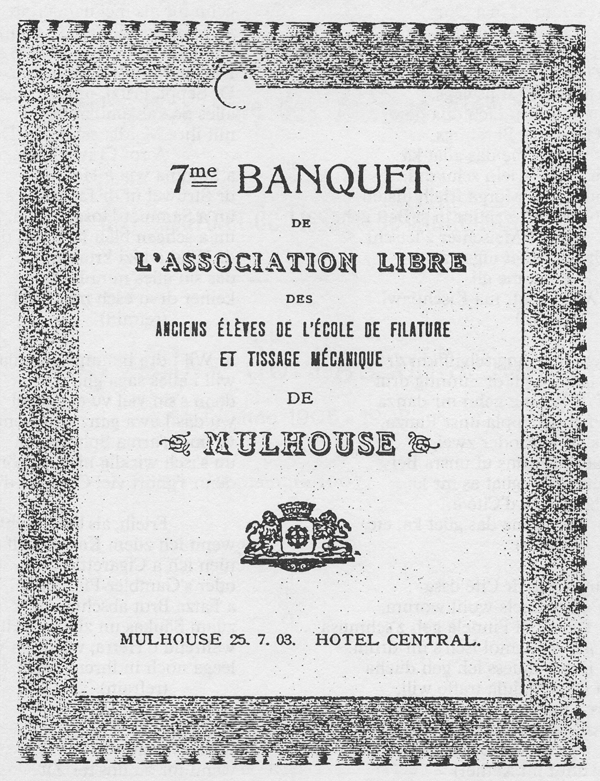 7me BANQUET
DE
L'ASSOCIATION LIBRE
DES
ANCIENS ÉLÈVES DE L'ÉCOLE DE FILATURE
ET TISSAGE MÉCANIQUE
DE
MULHOUSE
MULHOUSE 25. 7. 03. HOTEL CENTRAL.